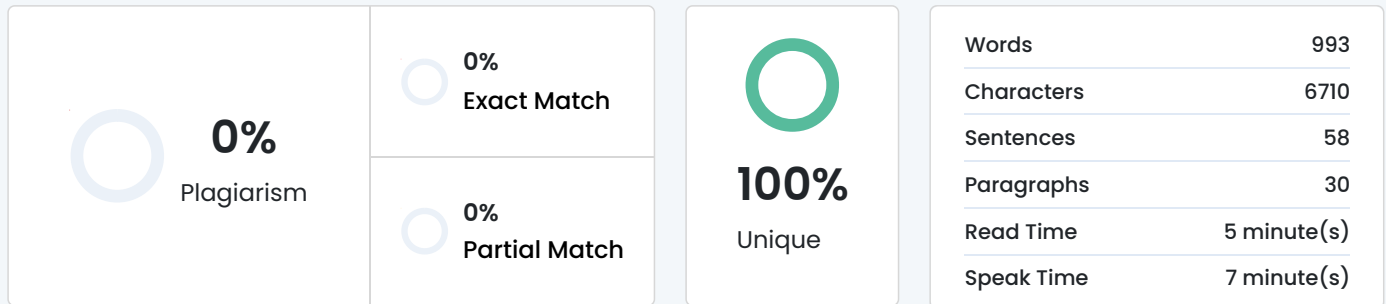 0%
Plagiarism
0%
Exact Match
0%
Partial Match
100%
Unique
Words 993
Characters 6710
Sentences 58
Paragraphs 30
Read Time 5 minute(s)
Speak Time 7 minute(s)